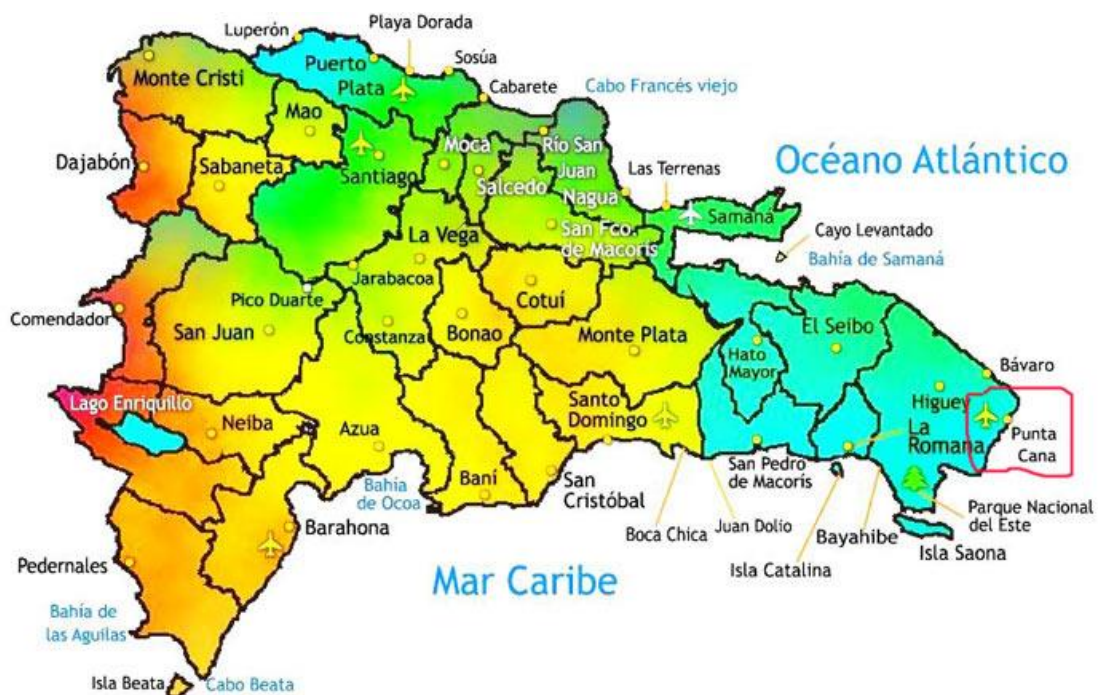 Playa Dorada
Luperón
Puerto
Plata
Sosúa
Monte Cristi
Cabarete
Cabo Francés viejo
Mao
Moca
Río San
Juan
Océano Atlántico
Dajabón
Sabaneta
Santiago
Salcedo
Las Terrenas
Nagua
Samaná
La Vega
San Fco.
de Macorís
Cayo Levantado
Bahía de Samaná
Jarabacoa
Pico Duarte
Cotuí
Comendador
San Juan
Constanza
Bonao
Monte Plata
El Seibo
Hato
Mayor
Bávaro
Lago Enriquillo
Neiba
Azua
Santo
Domingo
Higuey
La
Romana
Punta
Cana
Bahía
de Ocoa
Baní
San
Cristóbal
San Pedro
de Macorís
Parque Nacional
del Este
Barahona
Boca Chica
Juan Dolio
Bayahibe
Isla Saona
Pedernales
Mar Caribe
Isla Catalina
Bahía de
las Aguilas
Isla Beata
Cabo Beata